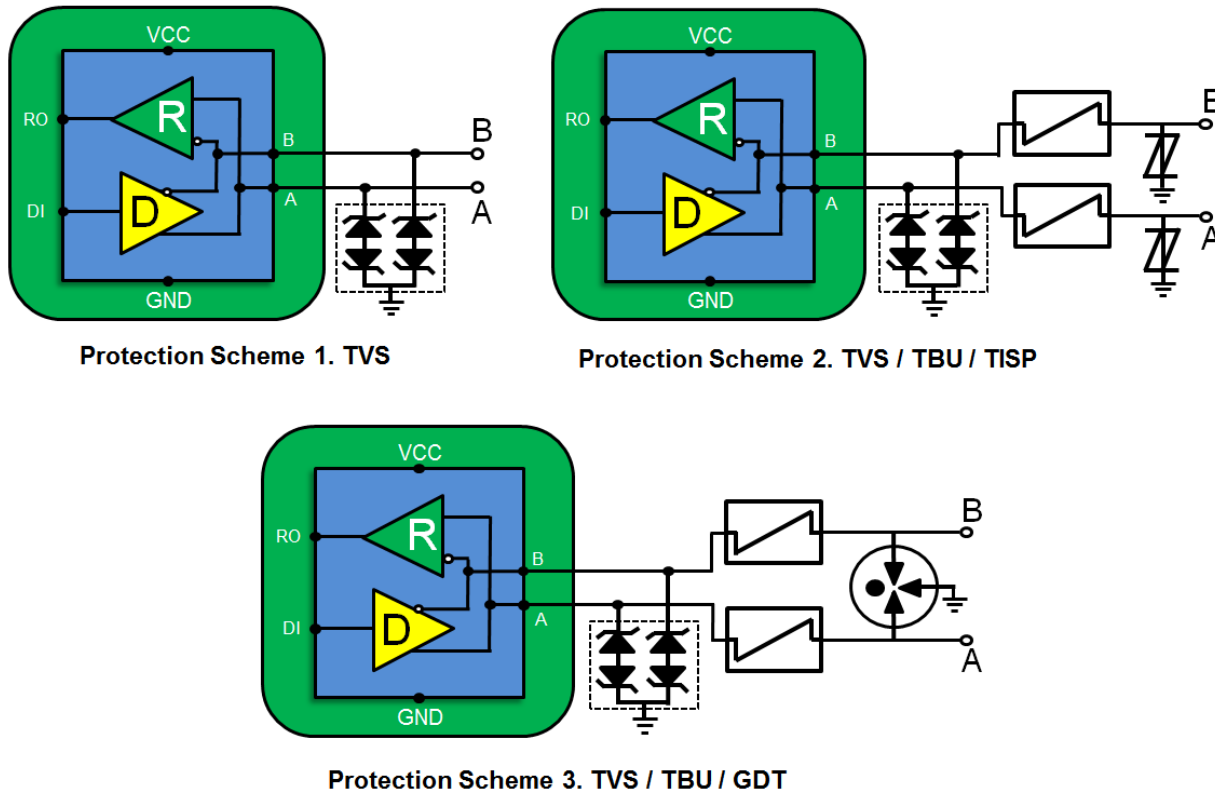 VCC
R
RO
B
B
DI
D
A
A
GND
Protection Scheme 1. TVS
VCC
R
RO
B
B
DI
D
A
A
GND
Protection Scheme 2. TVS / TBU / TISP
VCC
R
RO
B
B
DI
D
A
A
GND
Protection Scheme 3. TVS / TBU / GDT